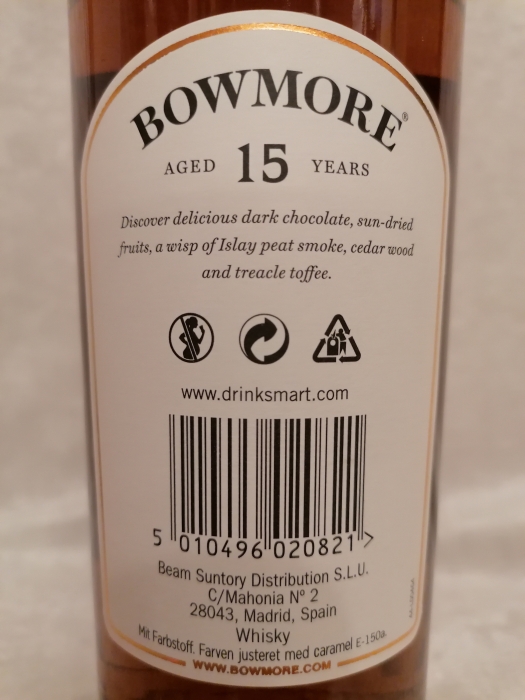 BOWMORE®
AGED 15 YEARS
Discover delicious dark chocolate, sun-dried
fruits, a wisp of Islay peat smoke, cedar wood
and treacle toffee.
www.drinksmart.com
5 010496 020821 >
Beam Suntory Distribution S.L.U.
C/Mahonia Nº 2
28043, Madrid, Spain
Whisky
Mit Farbstoff. Farven justeret med caramel E-150a.
WWW.BOWMORE.COM